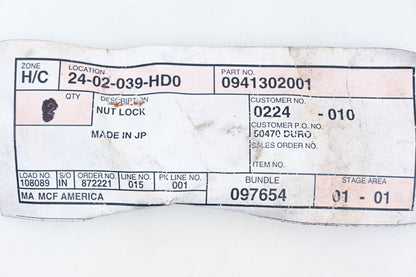 ZONE LOCATION PART NO.
H/C 24-02-039-HD0 0941302001
QTY DESCRIPTION CUSTOMER NO.
NUT LOCK 0224 -010
CUSTOMER P.O. NO.
MADE IN JP 50470 DURO
SALES ORDER NO.
ITEM NO.
LOAD NO. S/O ORDER NO. LINE NO. PK LINE NO. BUNDLE STAGE AREA
108089 IN 872221 015 001 097654 01 - 01
MA MCF AMERICA